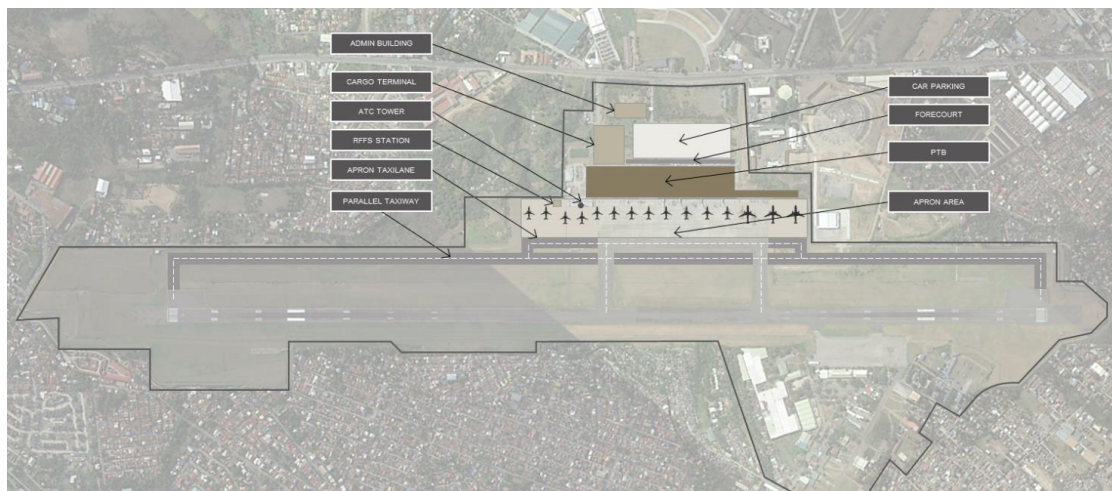 ADMIN BUILDING
CARGO TERMINAL
ATC TOWER
RFFS STATION
APRON TAXILANE
PARALLEL TAXIWAY
CAR PARKING
FORECOURT
PTB
APRON AREA